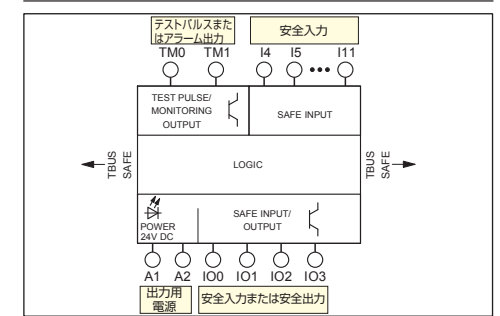 テストパルスまた
はアラーム出力
安全入力
TM0 TM1 I4 I5 ••• I11
TEST PULSE/
MONITORING
OUTPUT
SAFE INPUT
TBUS
SAFE
LOGIC
TBUS
SAFE
POWER
24V DC
SAFE INPUT/
OUTPUT
A1 A2 IO0 IO1 IO2 IO3
出力用
電源
安全入力または安全出力